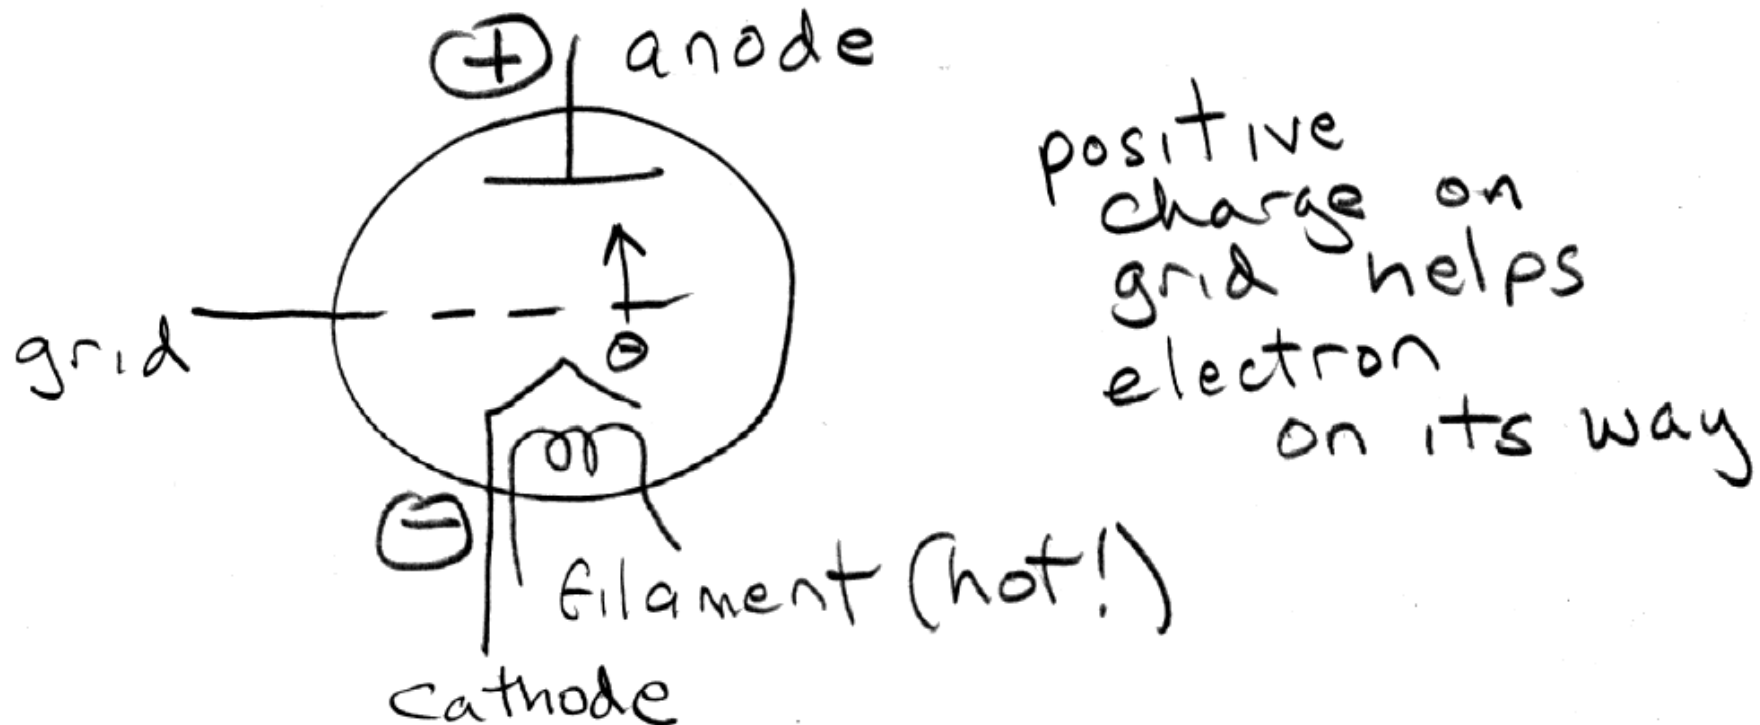 + anode
positive
charge on
grid helps
electron
on its way
grid
-
-
filament (hot!)
cathode